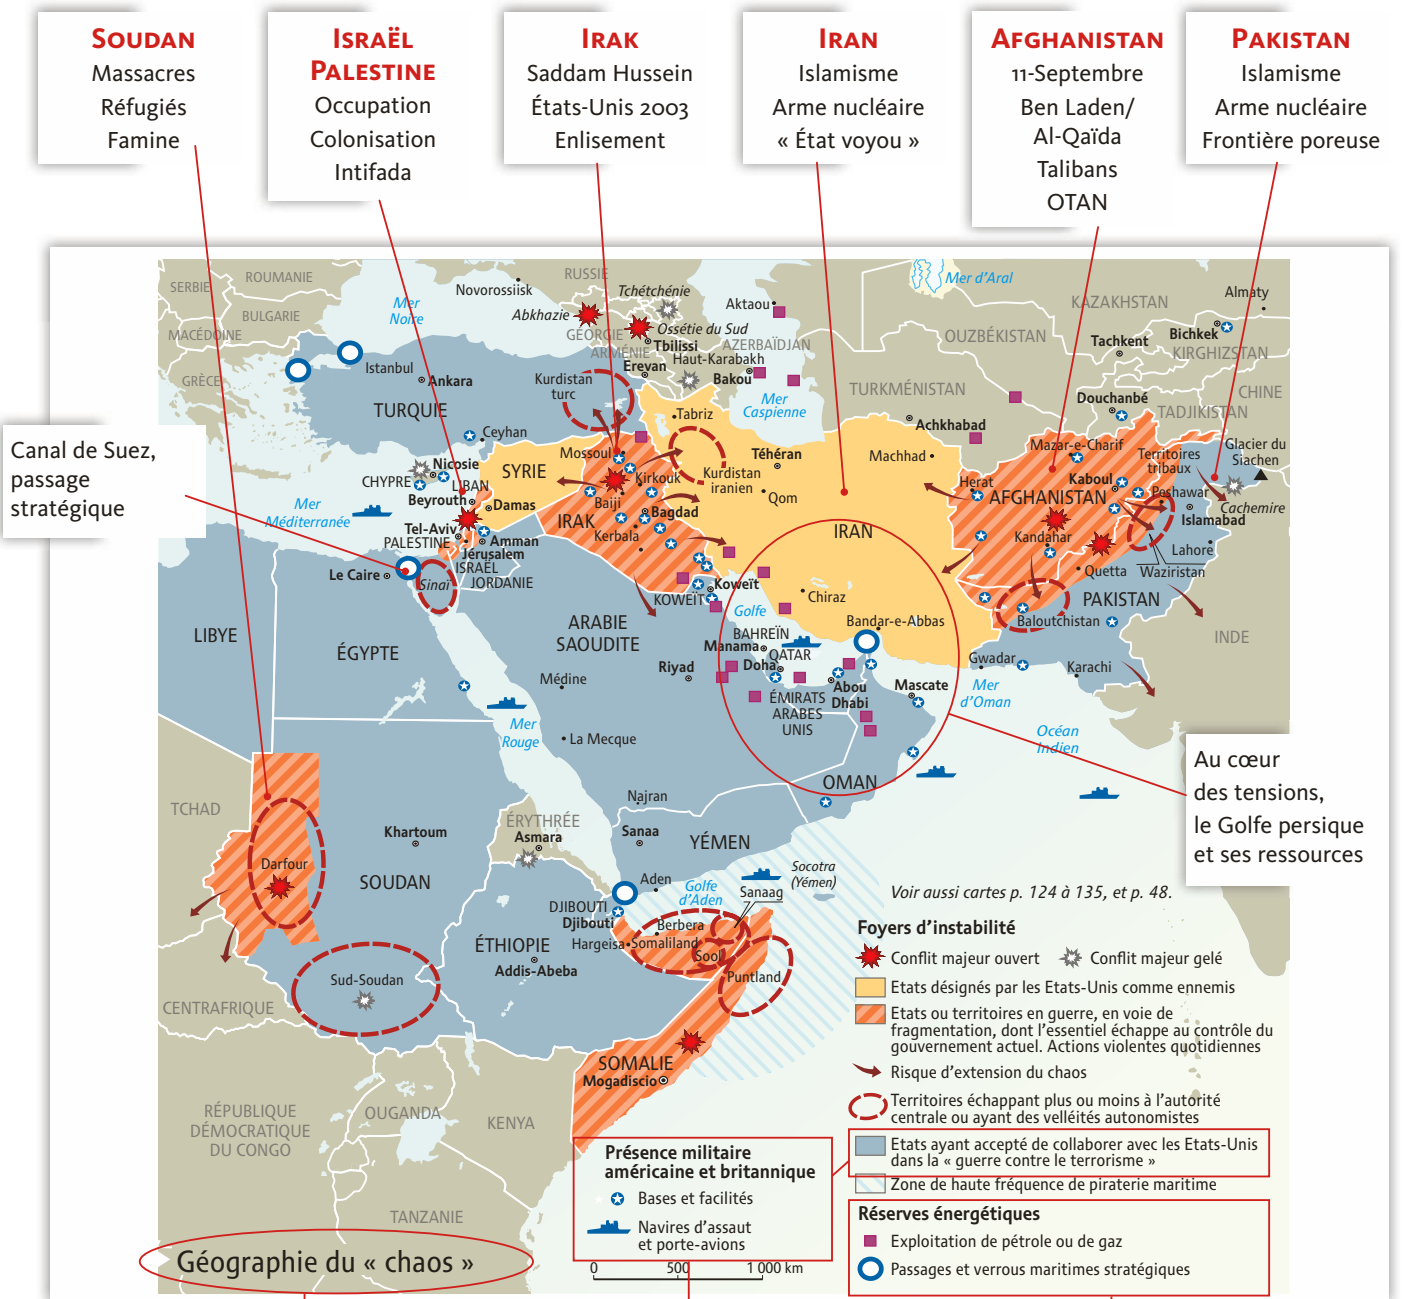 SOUDAN
Massacres
Réfugiés
Famine
ISRAËL
PALESTINE
Occupation
Colonisation
Intifada
IRAK
Saddam Hussein
États-Unis 2003
Enlisement
IRAN
Islamisme
Arme nucléaire
« État voyou »
AFGHANISTAN
11-Septembre
Ben Laden/
Al-Qaïda
Talibans
OTAN
PAKISTAN
Islamisme
Arme nucléaire
Frontière poreuse
Canal de Suez,
passage
stratégique
Au cœur
des tensions,
le Golfe persique
et ses ressources
SERBIE
ROUMANIE
BULGARIE
MACÉDOINE
GRÈCE
Mer
Noire
Novorossiisk
RUSSIE
Tchétchénie
Abkhazie
Ossétie du Sud
GÉORGIE
Tbilissi
ARMÉNIE
AZERBAÏDJAN
Haut-Karabakh
Erevan
Bakou
Aktaou
Mer d'Aral
KAZAKHSTAN
Almaty
OUZBÉKISTAN
Tachkent
Bichkek
KIRGHIZSTAN
CHINE
TURKMÉNISTAN
Douchanbé
TADJIKISTAN
Achkhabad
Mer
Caspienne
Istanbul
Ankara
TURQUIE
Kurdistan
turc
Ceyhan
Tabriz
Mossoul
Téhéran
Machhad
Mazar-e-Charif
Territoires
tribaux
Glacier du
Siachen
Nicosie
CHYPRE
SYRIE
LIBAN
Beyrouth
Damas
Kirkouk
Kurdistan
iranien
Qom
Herat
AFGHANISTAN
Kaboul
Peshawar
Islamabad
Cachemire
Mer
Méditerranée
Baiji
IRAK
Bagdad
Kerbala
IRAN
Kandahar
Lahore
Tel-Aviv
PALESTINE
Amman
Jérusalem
ISRAËL
JORDANIE
Quetta
Waziristan
Le Caire
Sinaï
KOWEÏT
Koweït
Chiraz
PAKISTAN
Golfe
Bandar-e-Abbas
Baloutchistan
LIBYE
ÉGYPTE
ARABIE
SAOUDITE
BAHREÏN
Manama
QATAR
Doha
INDE
Riyad
Médine
Abou
Dhabi
ÉMIRATS
ARABES
UNIS
Mascate
Gwadar
Karachi
Mer
d'Oman
Mer
Rouge
La Mecque
Océan
Indien
OMAN
TCHAD
Najran
ÉRYTHRÉE
Asmara
Khartoum
Sanaa
YÉMEN
Darfour
SOUDAN
Aden
Golfe
d'Aden
Socotra
(Yémen)
Sanaag
DJIBOUTI
Djibouti
Berbera
Hargeisa
Somaliland
Sool
Puntland
ÉTHIOPIE
Addis-Abeba
Sud-Soudan
CENTRAFRIQUE
SOMALIE
Mogadiscio
RÉPUBLIQUE
DÉMOCRATIQUE
DU CONGO
OUGANDA
KENYA
TANZANIE
Voir aussi cartes p. 124 à 135, et p. 48.
Foyers d'instabilité
Conflit majeur ouvert
Conflit majeur gelé
Etats désignés par les Etats-Unis comme ennemis
Etats ou territoires en guerre, en voie de
fragmentation, dont l'essentiel échappe au contrôle du
gouvernement actuel. Actions violentes quotidiennes
Risque d'extension du chaos
Territoires échappant plus ou moins à l'autorité
centrale ou ayant des velléités autonomistes
Etats ayant accepté de collaborer avec les Etats-Unis
dans la « guerre contre le terrorisme »
Zone de haute fréquence de piraterie maritime
Présence militaire
américaine et britannique
Bases et facilités
Navires d'assaut
et porte-avions
Réserves énergétiques
Exploitation de pétrole ou de gaz
Passages et verrous maritimes stratégiques
Géographie du « chaos »
0 500 1 000 km